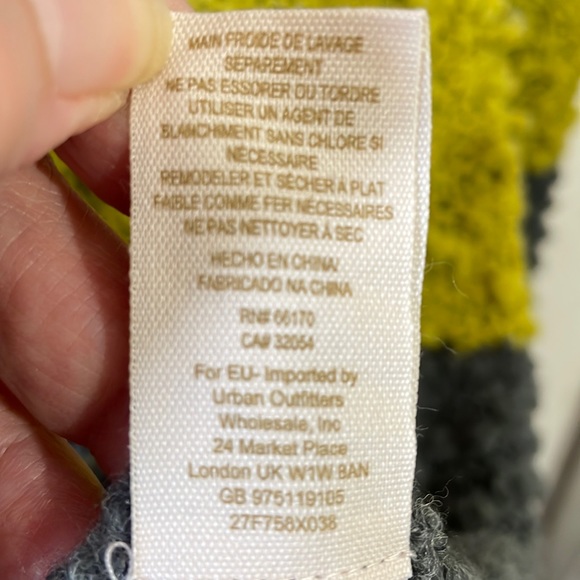 MAIN FROIDE DE LAVAGE
SEPAREMENT
NE PAS ESSORER OU TORDRE
UTILISER UN AGENT DE
BLANCHIMENT SANS CHLORE SI
NECESSAIRE
REMODELER ET SÈCHER À PLAT
FAIBLE COMME FER NÉCESSAIRES
NE PAS NETTOYER À SEC
HECHO EN CHINA/
FABRICADO NA CHINA
RN# 66170
CA# 32054
For EU- Imported by
Urban Outfitters
Wholesale, Inc
24 Market Place
London UK W1W 8AN
GB 975119105
27F758X038